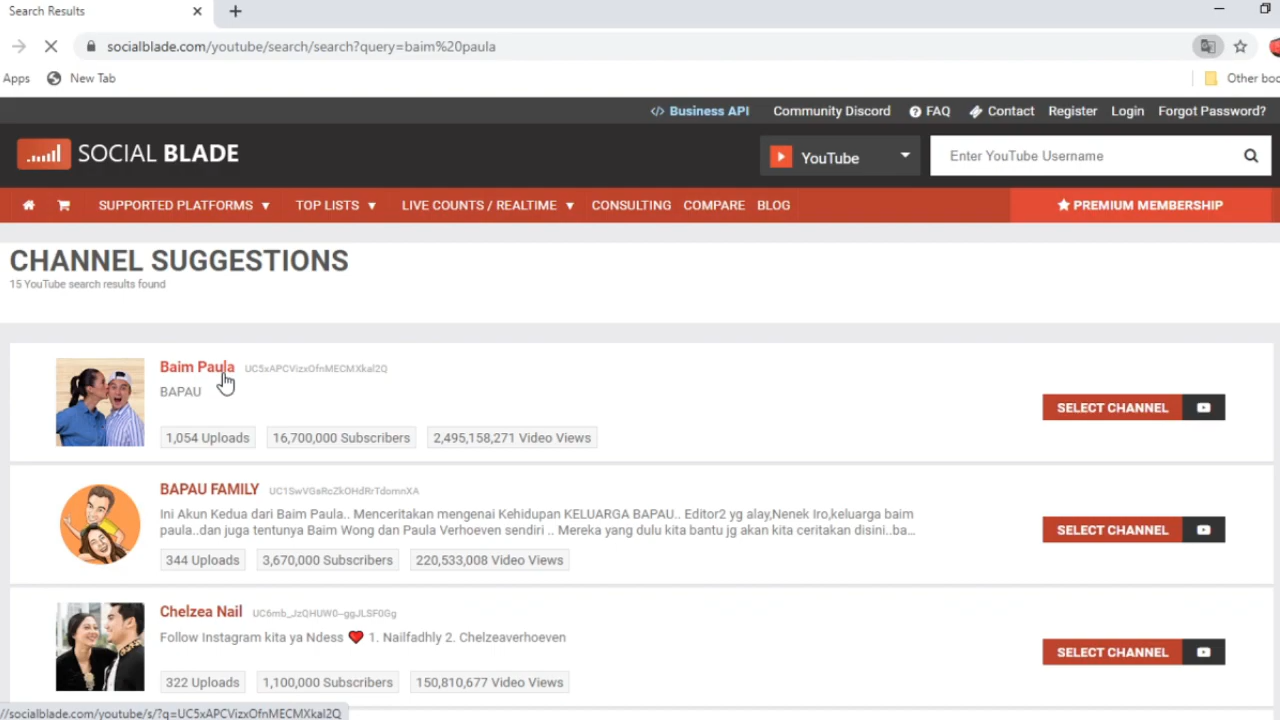 Search Results
socialblade.com/youtube/search/search?query=baim%20paula
Apps New Tab Other boo
Business API Community Discord FAQ Contact Register Login Forgot Password?
SOCIAL BLADE YouTube Enter YouTube Username
SUPPORTED PLATFORMS TOP LISTS LIVE COUNTS / REALTIME CONSULTING COMPARE BLOG PREMIUM MEMBERSHIP
CHANNEL SUGGESTIONS
15 YouTube search results found
Baim Paula UC5xAPCVizxOfnMECMXkal2Q
BAPAU
SELECT CHANNEL
1,054 Uploads 16,700,000 Subscribers 2,495,158,271 Video Views
BAPAU FAMILY UC1SwVGsRcZkOHdRrTdomnXA
Ini Akun Kedua dari Baim Paula.. Menceritakan mengenai Kehidupan KELUARGA BAPAU.. Editor2 yg alay,Nenek Iro,keluarga baim
paula..dan juga tentunya Baim Wong dan Paula Verhoeven sendiri .. Mereka yang dulu kita bantu jg akan kita ceritakan disini..ba…
SELECT CHANNEL
344 Uploads 3,670,000 Subscribers 220,533,008 Video Views
Chelzea Nail UC6mb_JzQHUW0--ggJLSF0Gg
Follow Instagram kita ya Ndess ❤ 1. Nailfadhly 2. Chelzeaverhoeven
SELECT CHANNEL
322 Uploads 1,100,000 Subscribers 150,810,677 Video Views
//socialblade.com/youtube/s/?q=UC5xAPCVizxOfnMECMXkal2Q